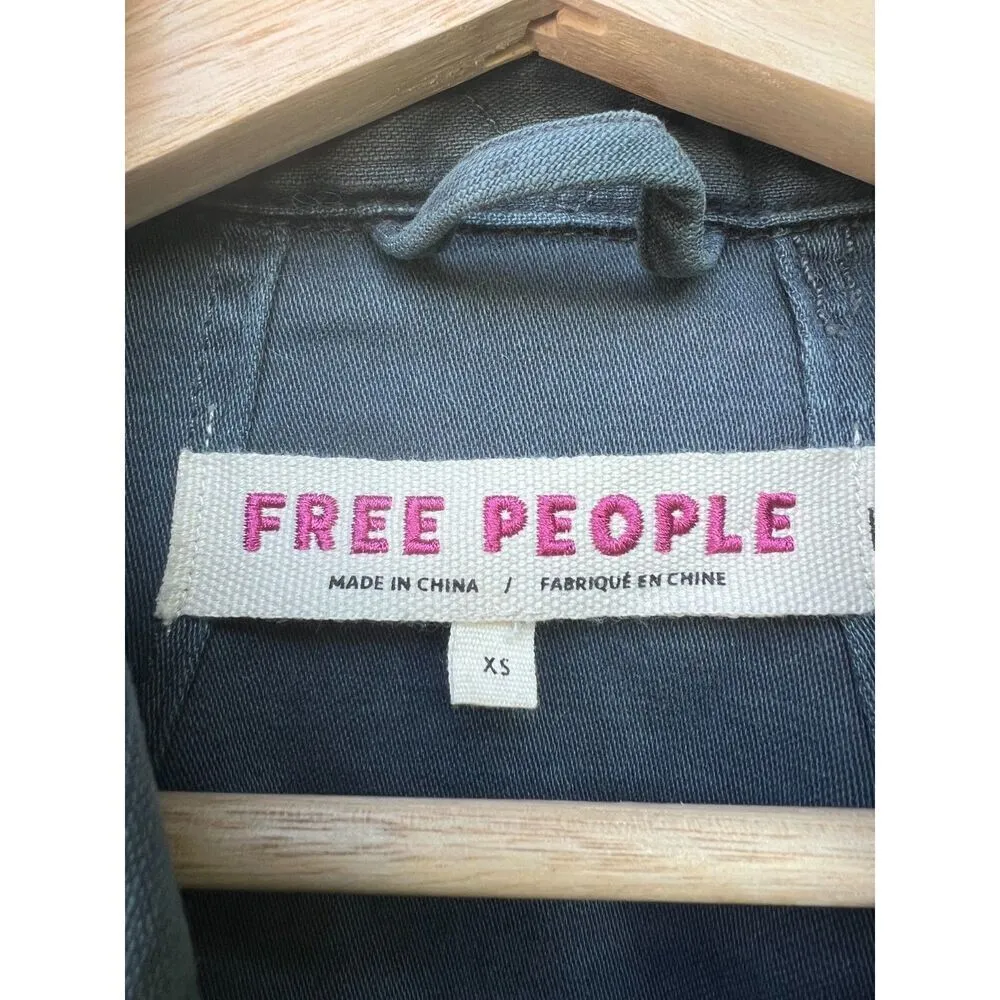 FREE PEOPLE
MADE IN CHINA / FABRIQUÉ EN CHINE
XS